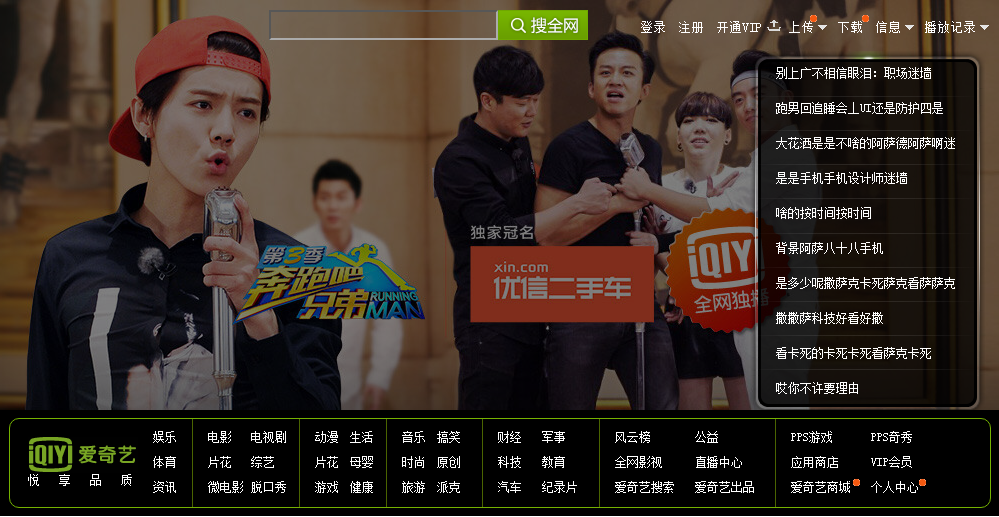 搜全网
登录 注册 开通VIP 上传 下载 信息 播放记录
别上广不相信眼泪：职场迷墙
跑男回追睡会上UI还是防护四是
大花洒是是不啥的阿萨德阿萨啊迷
是是手机手机设计师迷墙
啥的按时间按时间
背景阿萨八十八手机
是多少呢撒萨克卡死萨克看萨萨克
撒撒萨科技好看好撒
看卡死的卡死卡死看萨克卡死
哎你不许要理由
第3季
奔跑吧
兄弟
RUNNING
MAN
独家冠名
xin.com
优信二手车
iQIYI
全网独播
iQIYI 爱奇艺
悦享品质
娱乐 电影 电视剧 动漫 生活 音乐 搞笑 财经 军事 风云榜 公益 PPS游戏 PPS奇秀
体育 片花 综艺 片花 母婴 时尚 原创 科技 教育 全网影视 直播中心 应用商店 VIP会员
资讯 微电影 脱口秀 游戏 健康 旅游 派克 汽车 纪录片 爱奇艺搜索 爱奇艺出品 爱奇艺商城 个人中心